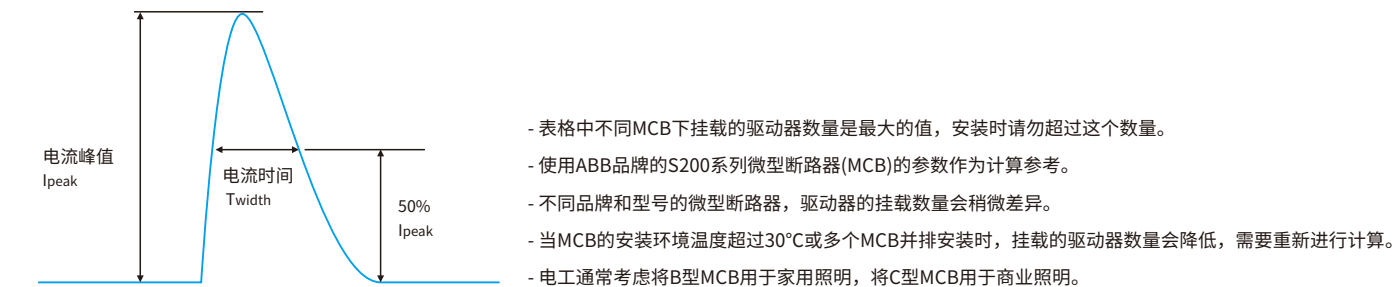 电流峰值
Ipeak
电流时间
Twidth
50%
Ipeak
- 表格中不同MCB下挂载的驱动器数量是最大的值，安装时请勿超过这个数量。
- 使用ABB品牌的S200系列微型断路器(MCB)的参数作为计算参考。
- 不同品牌和型号的微型断路器，驱动器的挂载数量会稍微差异。
- 当MCB的安装环境温度超过30°C或多个MCB并排安装时，挂载的驱动器数量会降低，需要重新进行计算。
- 电工通常考虑将B型MCB用于家用照明，将C型MCB用于商业照明。